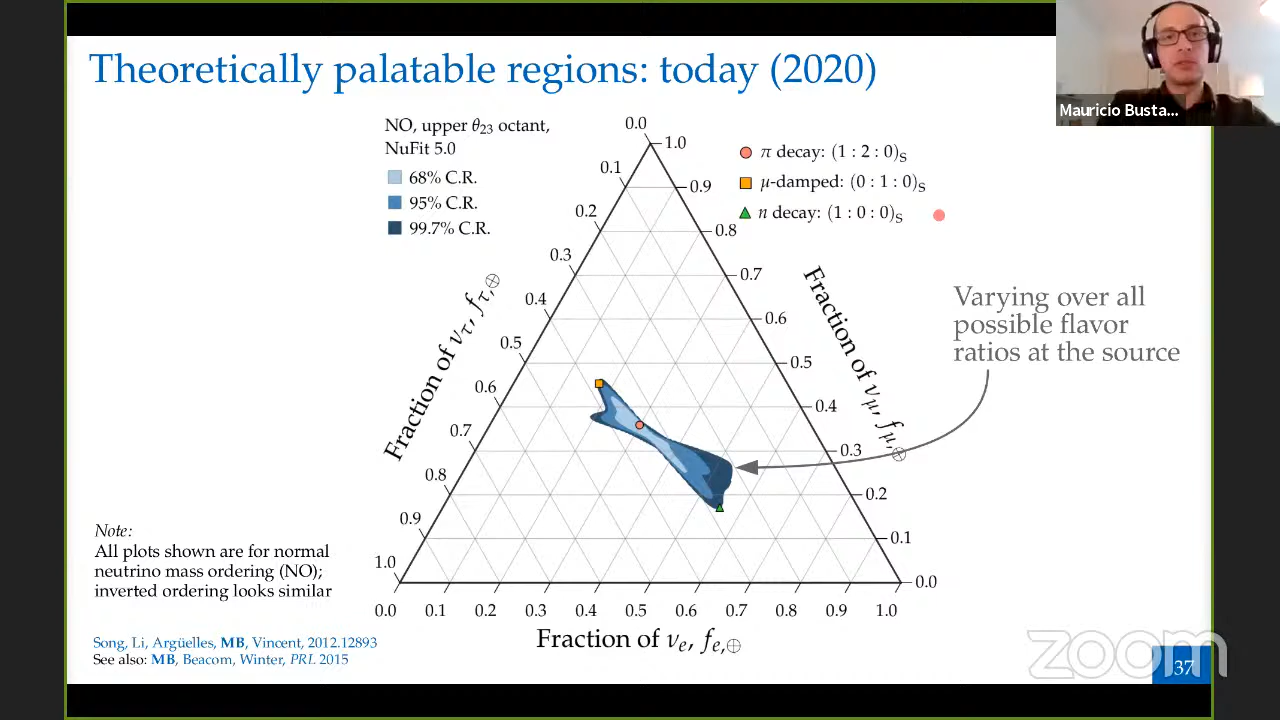 Theoretically palatable regions: today (2020)
Mauricio Busta...
NO, upper θ23 octant,
NuFit 5.0
68% C.R.
95% C.R.
99.7% C.R.
π decay: (1 : 2 : 0)S
μ-damped: (0 : 1 : 0)S
n decay: (1 : 0 : 0)S
0.0
0.1
0.2
0.3
0.4
0.5
0.6
0.7
0.8
0.9
1.0
Fraction of ντ, fτ,⊕
1.0
0.9
0.8
0.7
0.6
0.5
0.4
0.3
0.2
0.1
0.0
Fraction of νμ, fμ,⊕
Varying over all
possible flavor
ratios at the source
Note:
All plots shown are for normal
neutrino mass ordering (NO);
inverted ordering looks similar
0.0 0.1 0.2 0.3 0.4 0.5 0.6 0.7 0.8 0.9 1.0
Fraction of νe, fe,⊕
Song, Li, Argüelles, MB, Vincent, 2012.12893
See also: MB, Beacom, Winter, PRL 2015
zoom
37